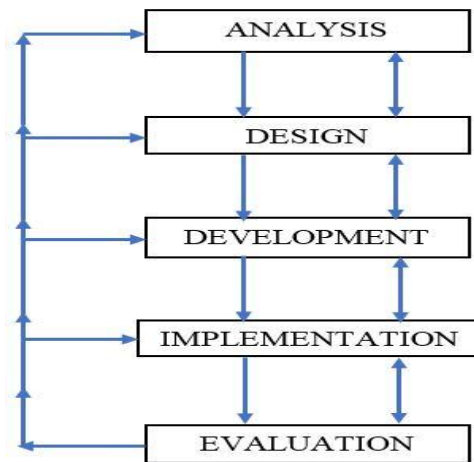 ANALYSIS
DESIGN
DEVELOPMENT
IMPLEMENTATION
EVALUATION